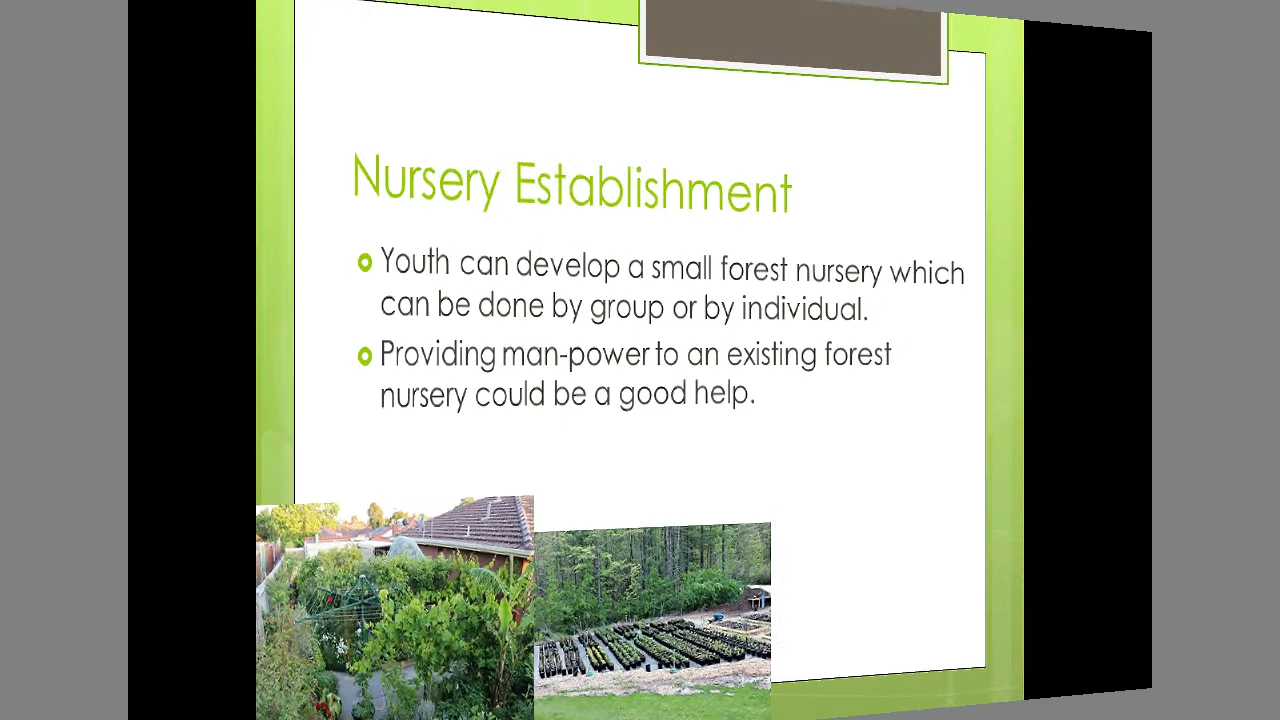 Nursery Establishment
Youth can develop a small forest nursery which
can be done by group or by individual.
Providing man-power to an existing forest
nursery could be a good help.